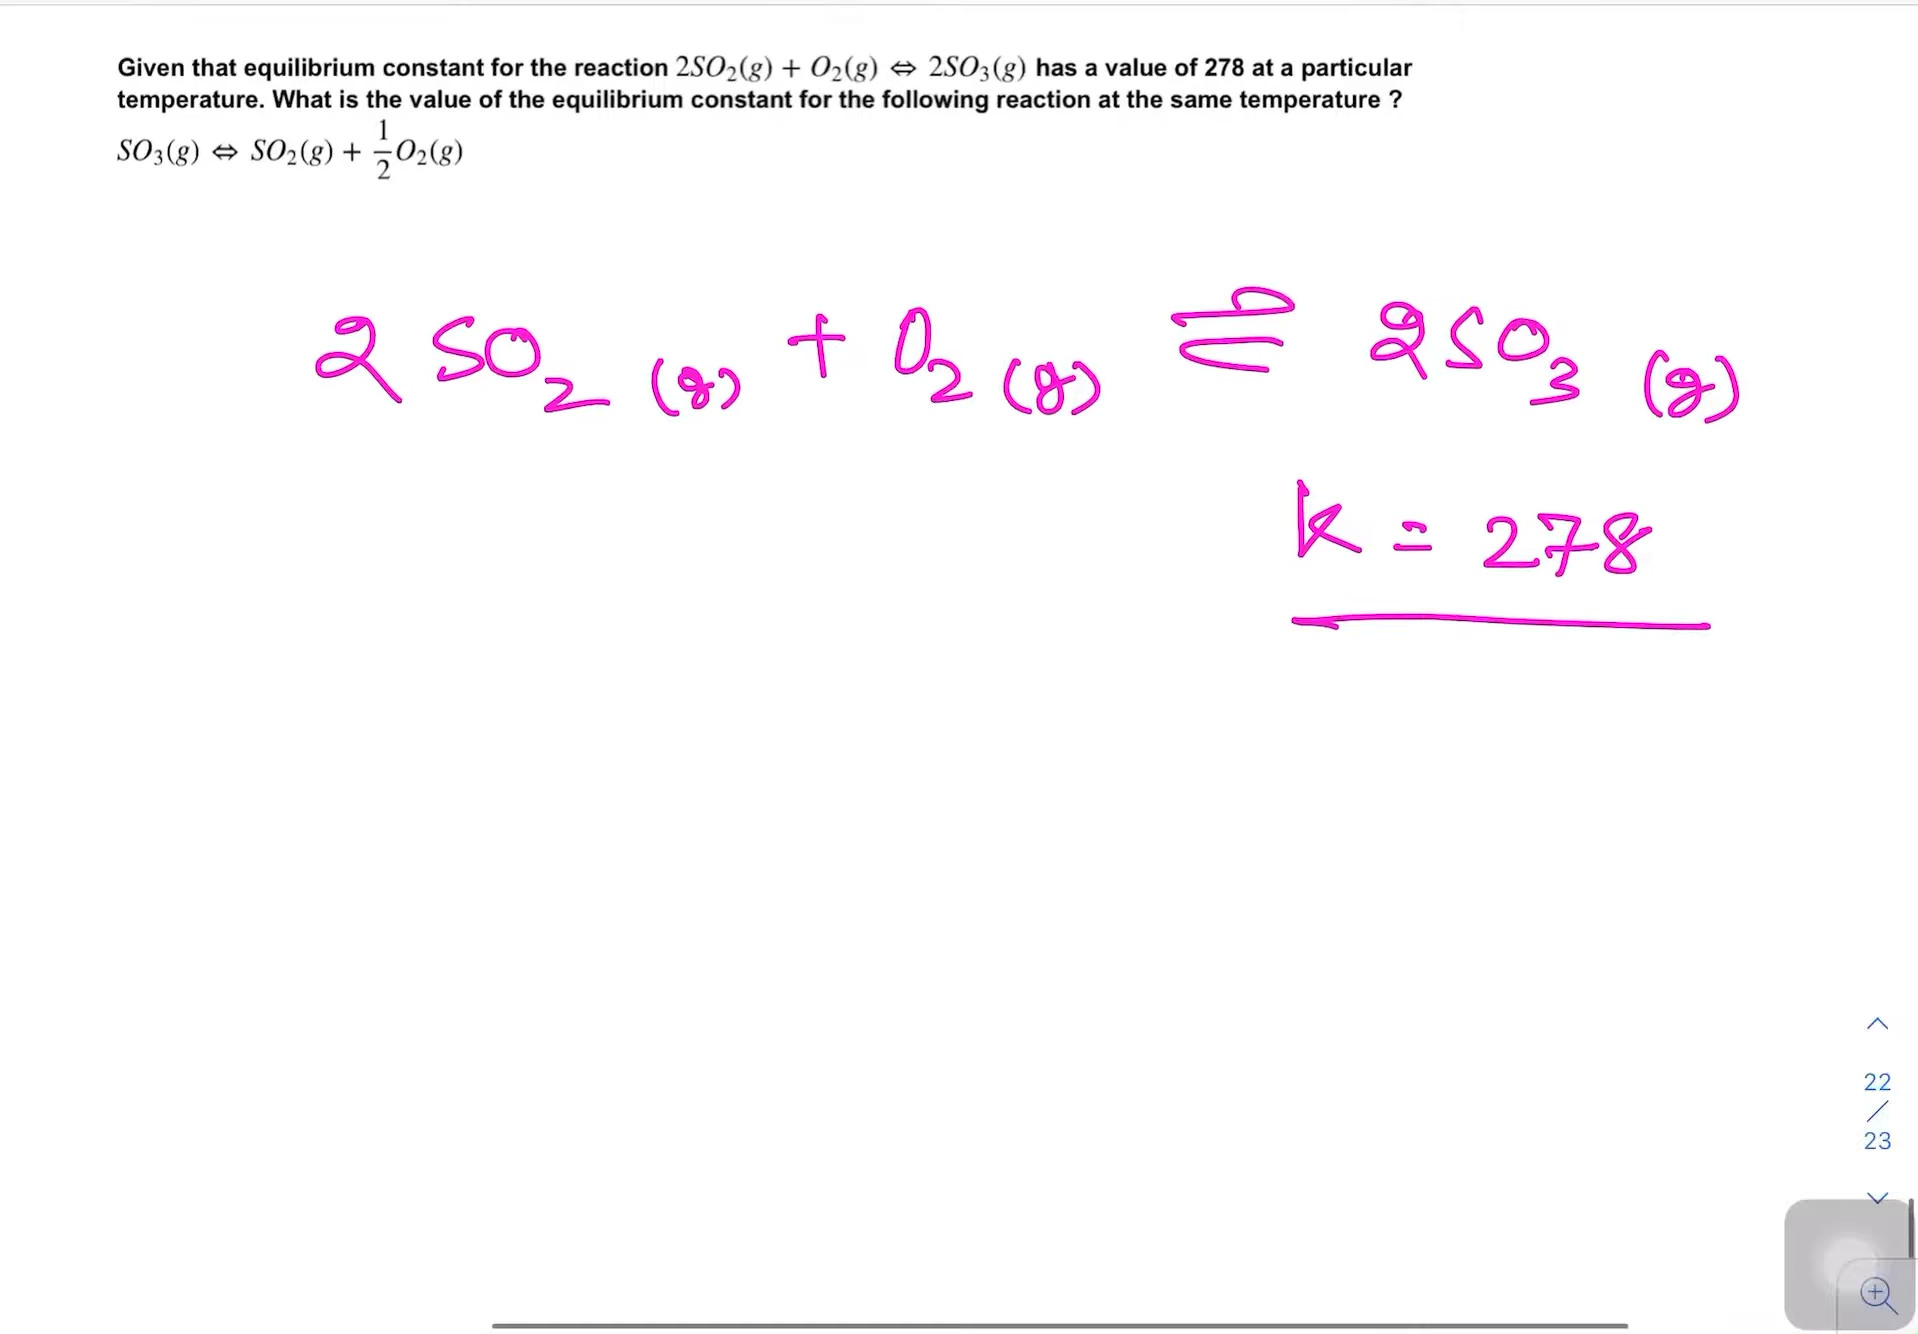 Given that equilibrium constant for the reaction 2SO₂(g) + O₂(g) ⇔ 2SO₃(g) has a value of 278 at a particular
temperature. What is the value of the equilibrium constant for the following reaction at the same temperature ?
SO₃(g) ⇔ SO₂(g) + 1/2 O₂(g)
2 SO₂ (g) + O₂ (g) ⇌ 2SO₃ (g)
k = 278
22
/
23